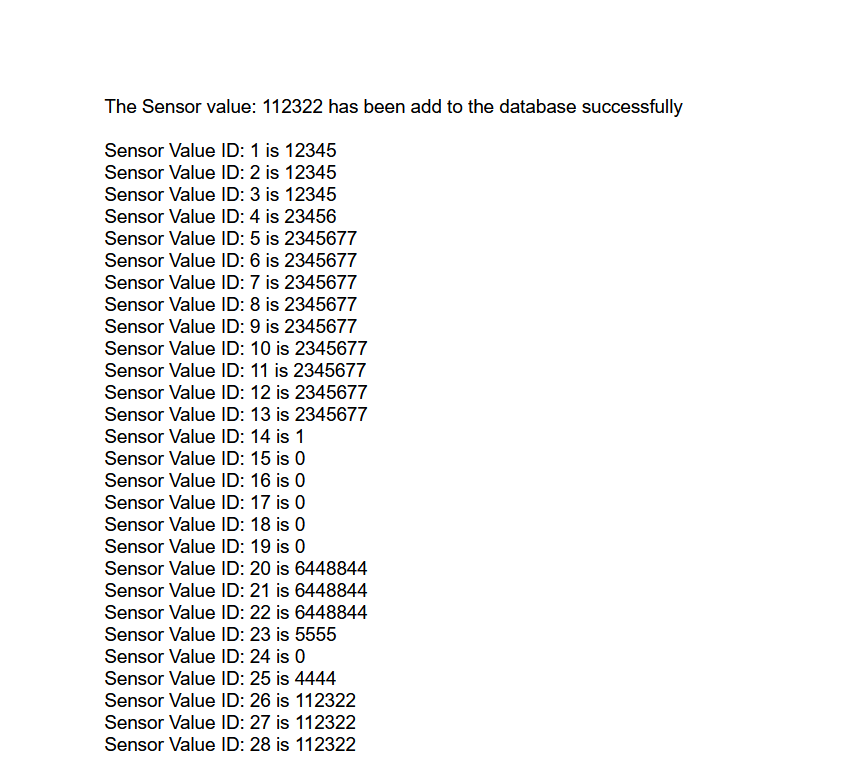 The Sensor value: 112322 has been add to the database successfully
Sensor Value ID: 1 is 12345
Sensor Value ID: 2 is 12345
Sensor Value ID: 3 is 12345
Sensor Value ID: 4 is 23456
Sensor Value ID: 5 is 2345677
Sensor Value ID: 6 is 2345677
Sensor Value ID: 7 is 2345677
Sensor Value ID: 8 is 2345677
Sensor Value ID: 9 is 2345677
Sensor Value ID: 10 is 2345677
Sensor Value ID: 11 is 2345677
Sensor Value ID: 12 is 2345677
Sensor Value ID: 13 is 2345677
Sensor Value ID: 14 is 1
Sensor Value ID: 15 is 0
Sensor Value ID: 16 is 0
Sensor Value ID: 17 is 0
Sensor Value ID: 18 is 0
Sensor Value ID: 19 is 0
Sensor Value ID: 20 is 6448844
Sensor Value ID: 21 is 6448844
Sensor Value ID: 22 is 6448844
Sensor Value ID: 23 is 5555
Sensor Value ID: 24 is 0
Sensor Value ID: 25 is 4444
Sensor Value ID: 26 is 112322
Sensor Value ID: 27 is 112322
Sensor Value ID: 28 is 112322